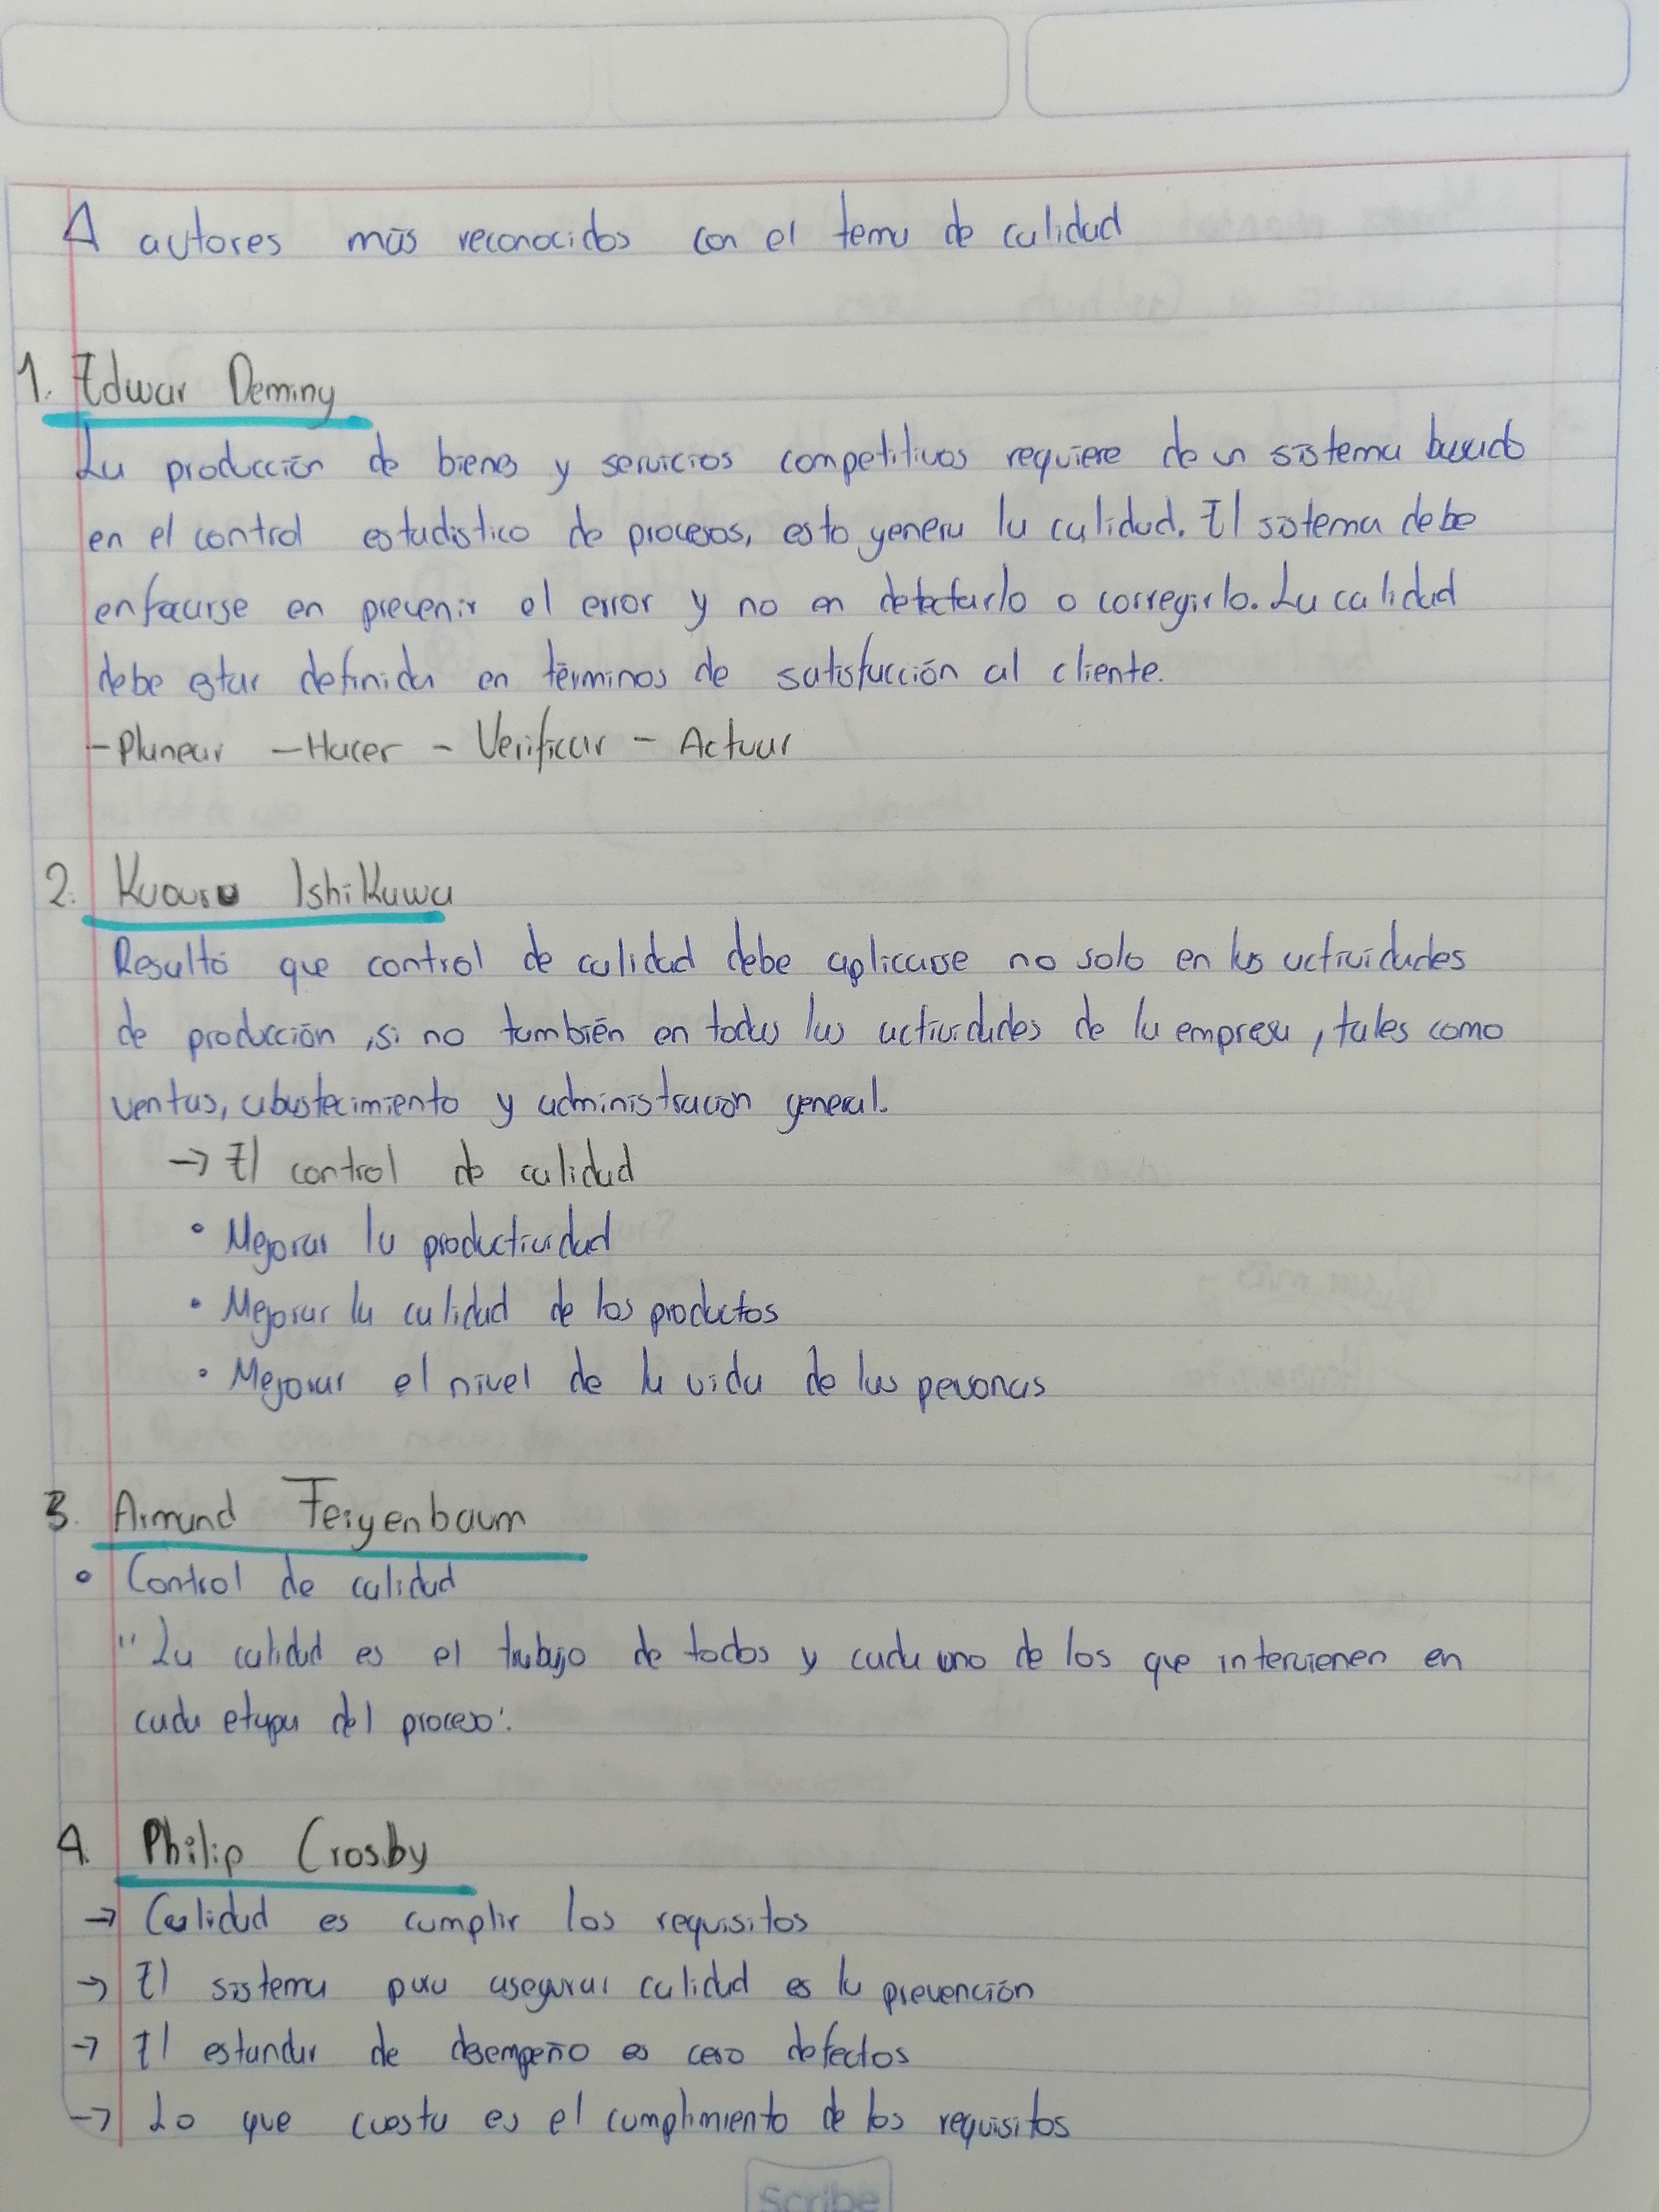 4 autores más reconocidos con el tema de calidad
1. Edwar Deming
La producción de bienes y servicios competitivos requiere de un sistema basado
en el control estadístico de procesos, esto genera la calidad. El sistema debe
enfocarse en prevenir el error y no en detectarlo o corregirlo. La calidad
debe estar definida en términos de satisfacción al cliente.
-Planear -Hacer - Verificar - Actuar
2. Kuouru Ishikawa
Resultó que control de calidad debe aplicarse no solo en las actividades
de producción, si no también en todas las actividades de la empresa, tales como
ventas, abastecimiento y administración general.
→ El control de calidad
• Mejorar la productividad
• Mejorar la calidad de los productos
• Mejorar el nivel de la vida de las personas
3. Armand Feigenbaum
• Control de calidad
"La calidad es el trabajo de todos y cada uno de los que intervienen en
cada etapa del proceso".
4. Philip Crosby
→ Calidad es cumplir los requisitos
→ El sistema para asegurar calidad es la prevención
→ El estandar de desempeño es cero defectos
→ Lo que cuesta es el cumplimiento de los requisitos
Scribe